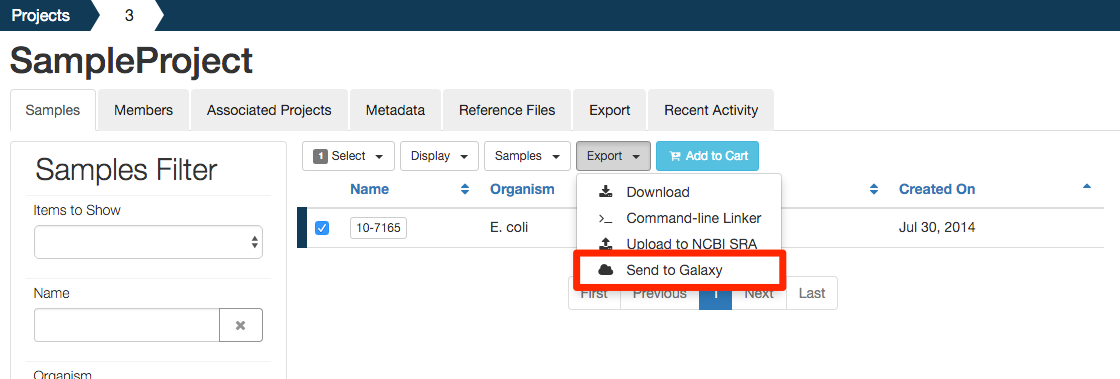 Projects 3
SampleProject
Samples Members Associated Projects Metadata Reference Files Export Recent Activity
Samples Filter
Items to Show
Name
Organism
1 Select Display Samples Export Add to Cart
Name Organism Created On
10-7165 E. coli Jul 30, 2014
Download
Command-line Linker
Upload to NCBI SRA
Send to Galaxy
First Previous 1 Next Last